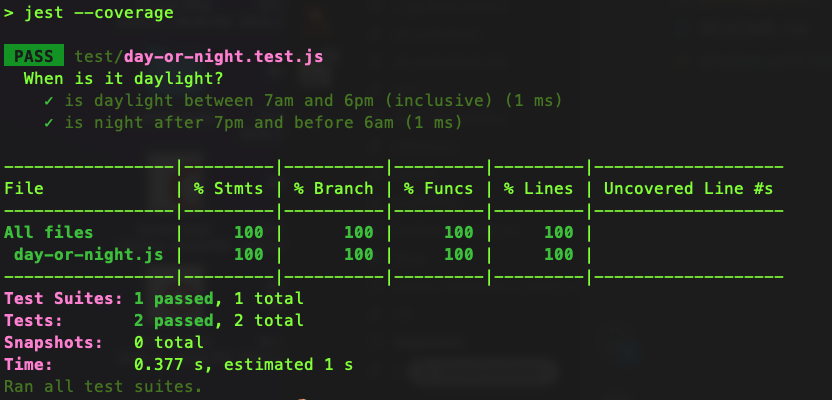 > jest --coverage
PASS test/day-or-night.test.js
When is it daylight?
✓ is daylight between 7am and 6pm (inclusive) (1 ms)
✓ is night after 7pm and before 6am (1 ms)
-----------------|---------|----------|---------|---------|-------------------
File | % Stmts | % Branch | % Funcs | % Lines | Uncovered Line #s
-----------------|---------|----------|---------|---------|-------------------
All files | 100 | 100 | 100 | 100 |
day-or-night.js | 100 | 100 | 100 | 100 |
-----------------|---------|----------|---------|---------|-------------------
Test Suites: 1 passed, 1 total
Tests: 2 passed, 2 total
Snapshots: 0 total
Time: 0.377 s, estimated 1 s
Ran all test suites.